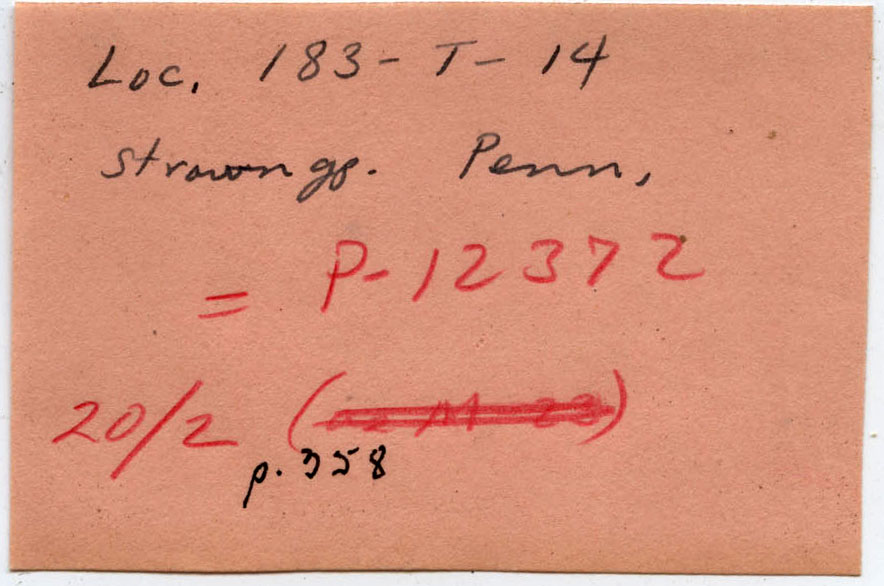 Loc. 183-T-14
Strawn gp. Penn.
= P-12372
20/2 (
p. 358